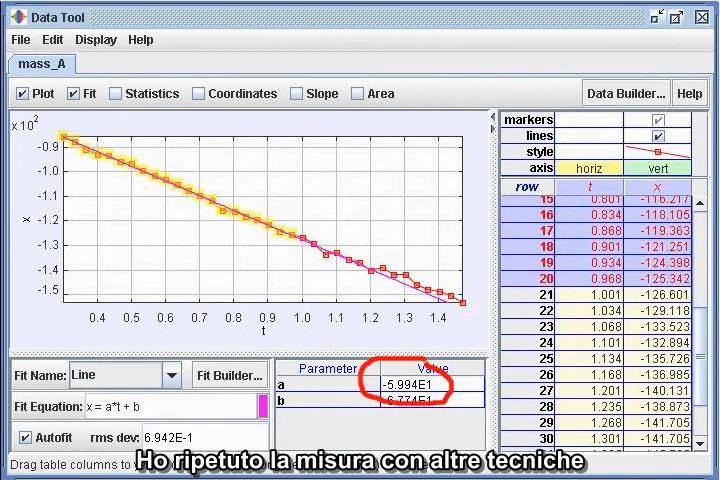 Data Tool
File Edit Display Help
mass_A
Plot Fit Statistics Coordinates Slope Area Data Builder... Help
x 10²
-0.9
-1.0
-1.1
-1.2
-1.3
-1.4
-1.5
x
0.4 0.5 0.6 0.7 0.8 0.9 1.0 1.1 1.2 1.3 1.4
t
markers
lines
style
axis horiz vert
row t x
15 0.801 -116.217
16 0.834 -118.105
17 0.868 -119.363
18 0.901 -121.251
19 0.934 -124.398
20 0.968 -125.342
21 1.001 -126.601
22 1.034 -129.118
23 1.068 -133.523
24 1.101 -132.894
25 1.134 -135.726
26 1.168 -136.985
27 1.201 -140.131
28 1.235 -138.873
29 1.268 -141.705
30 1.301 -141.705
Fit Name: Line Fit Builder...
Fit Equation: x = a*t + b
Autofit rms dev: 6.942E-1
Parameter Value
a -5.994E1
b -6.774E1
Drag table columns to
Ho ripetuto la misura con altre tecniche